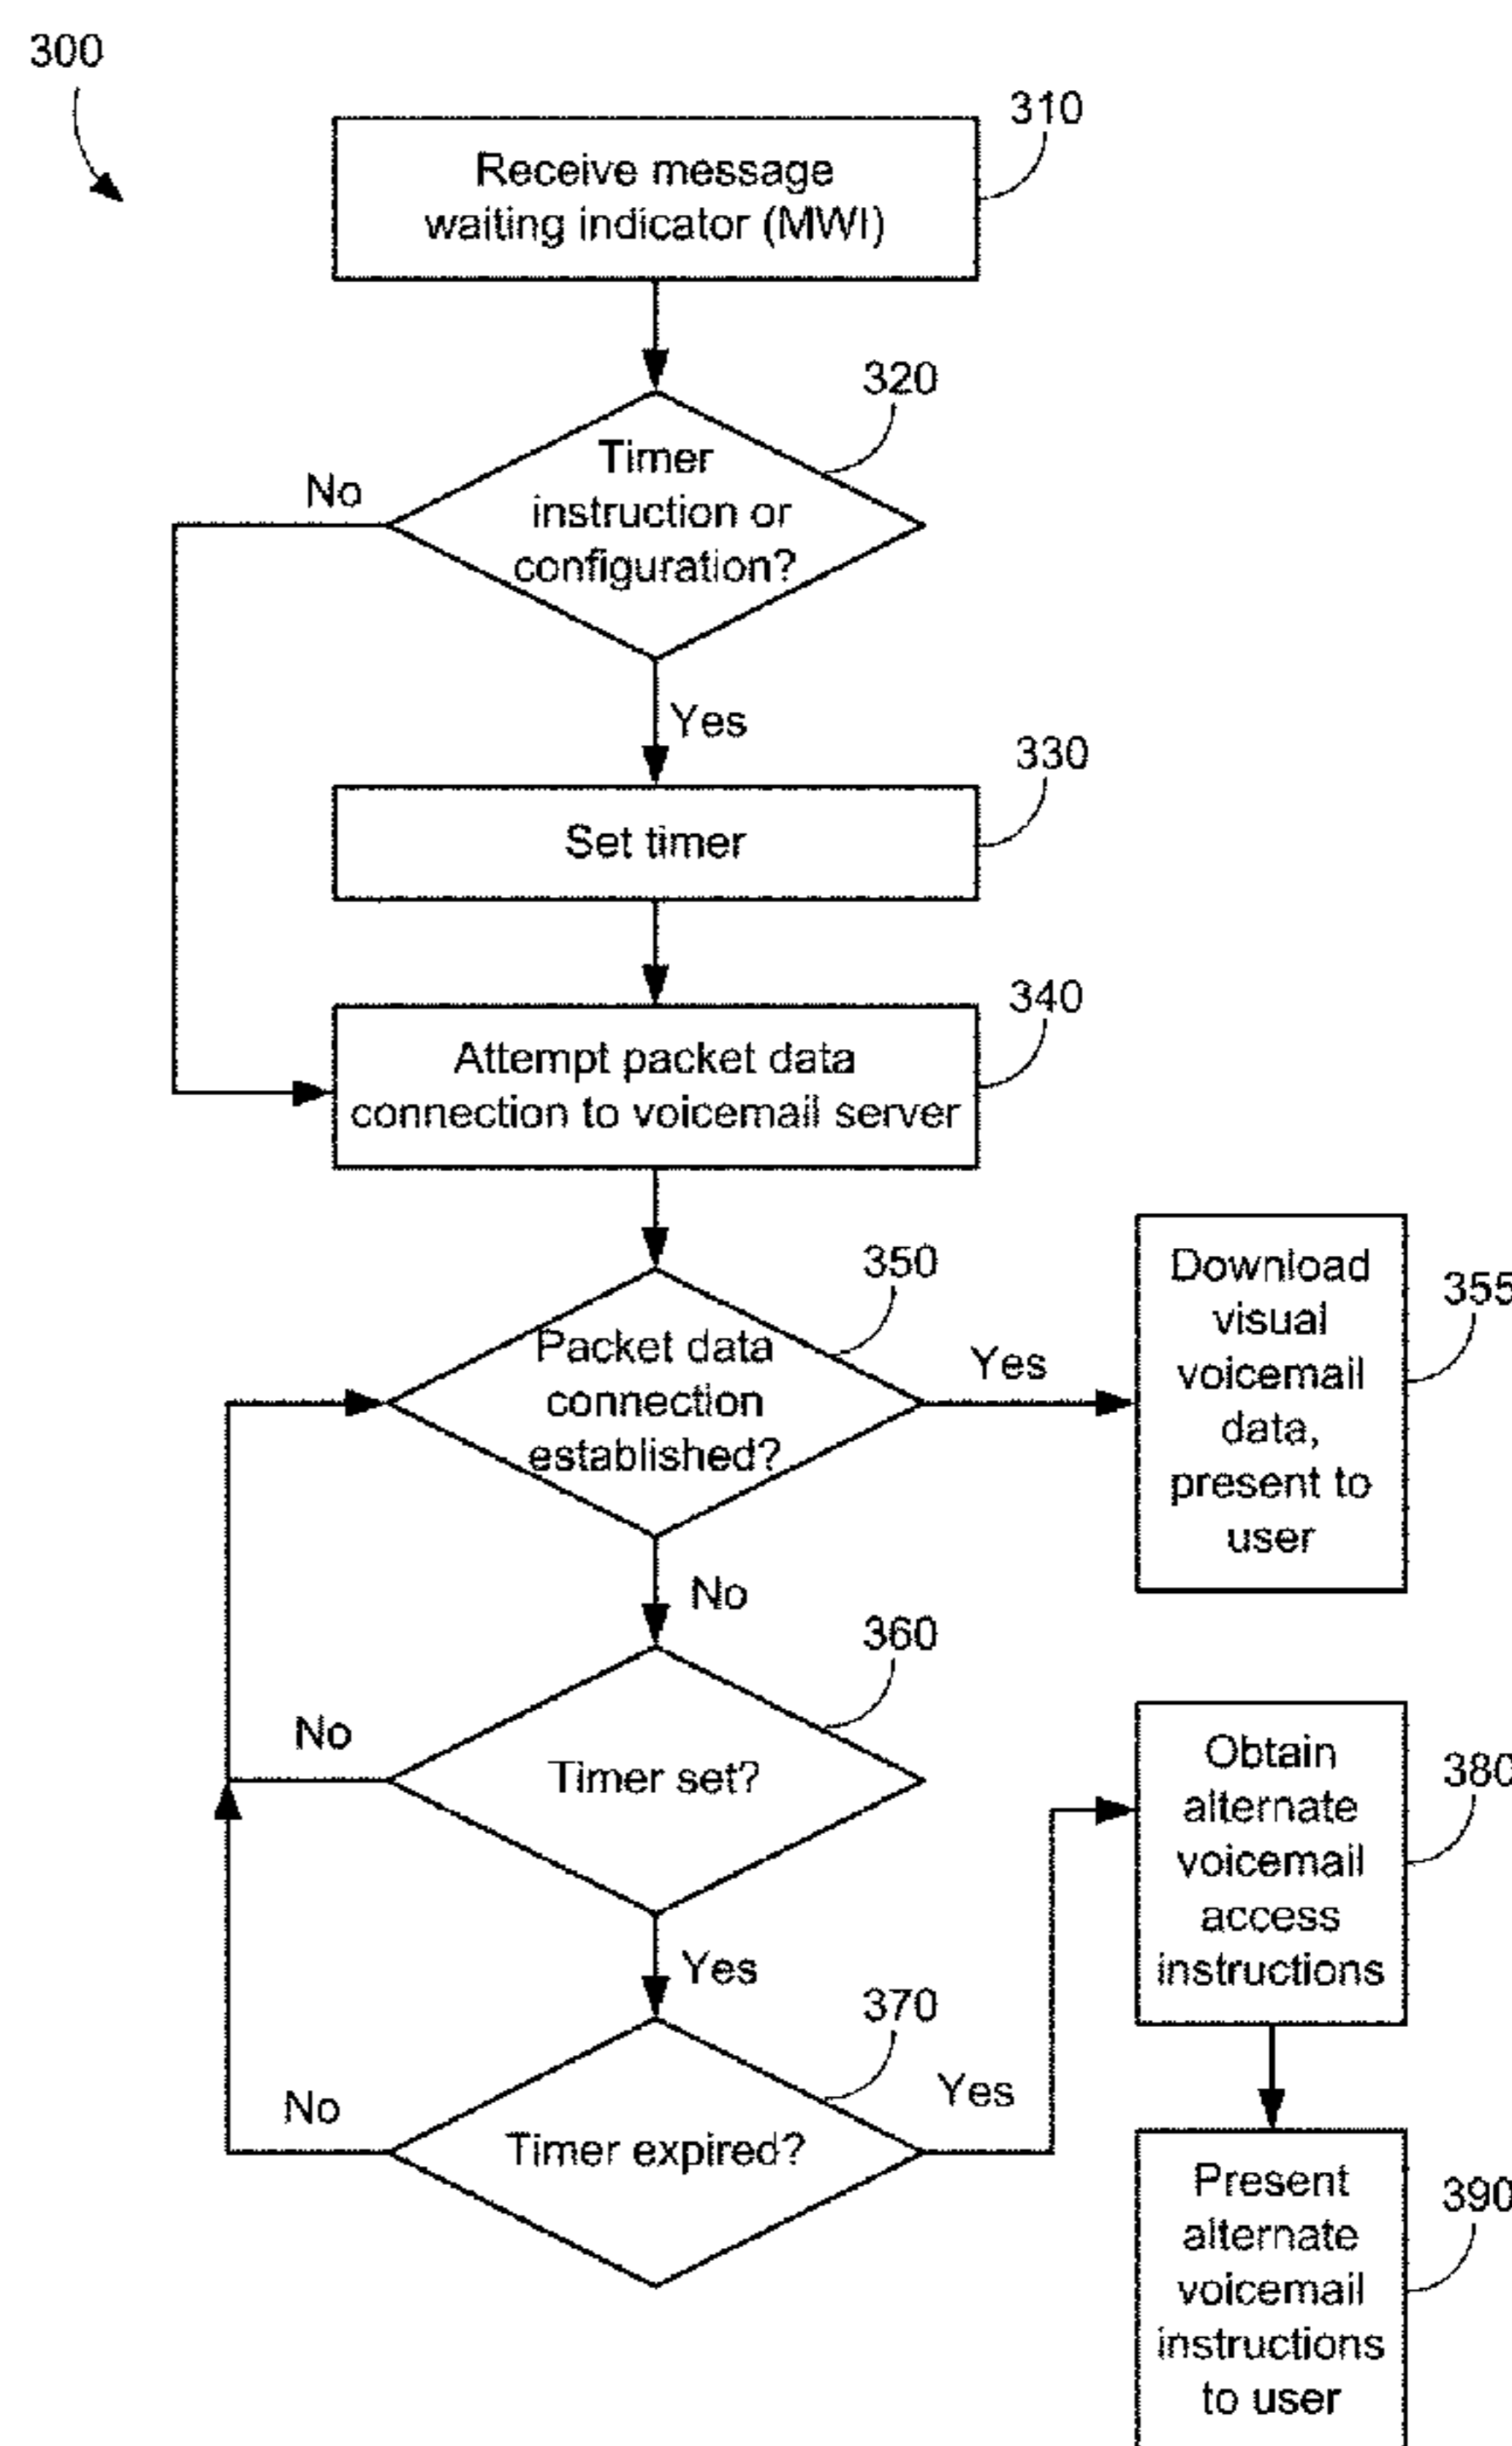 300
310
Receive message
waiting indicator (MWI)
320
Timer
instruction or
configuration?
No
Yes
330
Set timer
340
Attempt packet data
connection to voicemail server
350
Packet data
connection
established?
Yes
355
Download
visual
voicemail
data,
present to
user
No
360
Timer set?
No
Yes
370
Timer expired?
No
Yes
380
Obtain
alternate
voicemail
access
instructions
390
Present
alternate
voicemail
instructions
to user